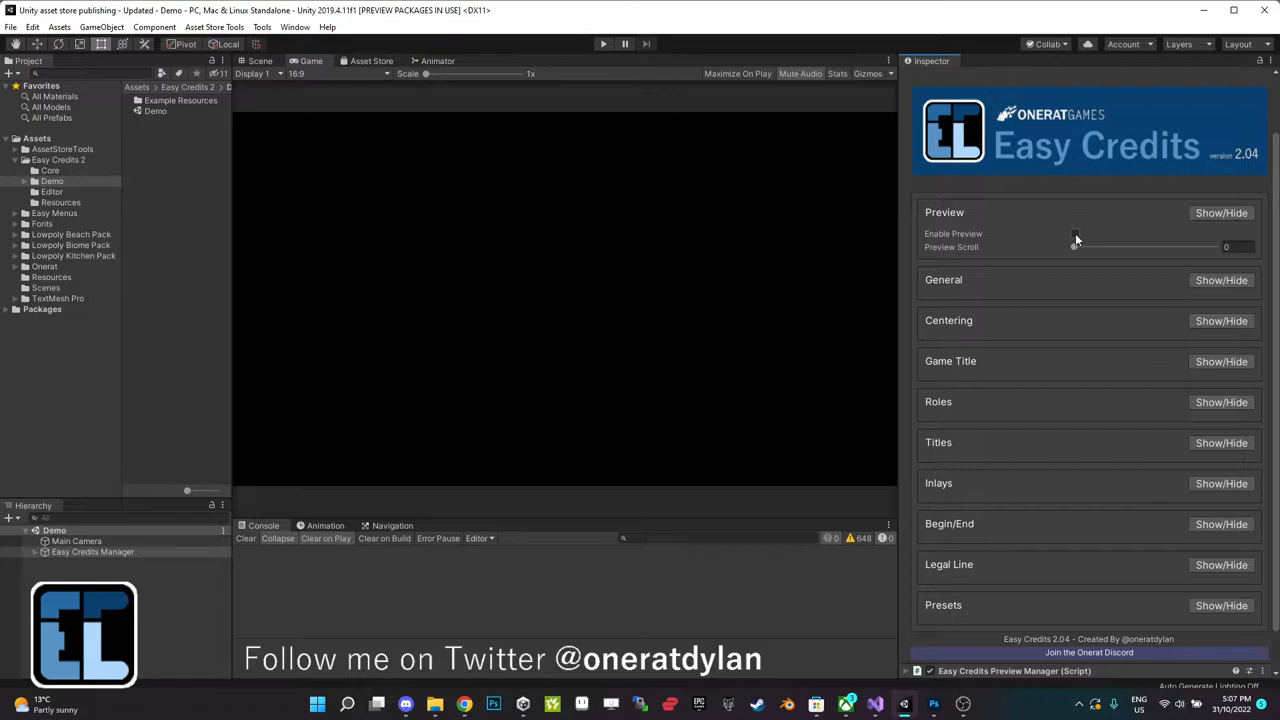 Unity asset store publishing - Updated - Demo - PC, Mac & Linux Standalone - Unity 2019.4.11f1 [PREVIEW PACKAGES IN USE] <DX11>
File Edit Assets GameObject Component Asset Store Tools Tools Window Help
Pivot Local Collab Account Layers Layout
Project
Scene Game Asset Store Animator
Inspector
11
Display 1 16:9 Scale 1x Maximize On Play Mute Audio Stats Gizmos
Favorites
All Materials
All Models
All Prefabs
Assets
AssetStoreTools
Easy Credits 2
Core
Demo
Editor
Resources
Easy Menus
Fonts
Lowpoly Beach Pack
Lowpoly Biome Pack
Lowpoly Kitchen Pack
Onerat
Resources
Scenes
TextMesh Pro
Packages
Assets Easy Credits 2 D
Example Resources
Demo
ONERATGAMES
Easy Credits version 2.04
Preview Show/Hide
Enable Preview
Preview Scroll 0
General Show/Hide
Centering Show/Hide
Game Title Show/Hide
Roles Show/Hide
Titles Show/Hide
Inlays Show/Hide
Begin/End Show/Hide
Legal Line Show/Hide
Presets Show/Hide
Easy Credits 2.04 - Created By @oneratdylan
Join the Onerat Discord
Easy Credits Preview Manager (Script)
Auto Generate Lighting Off
Hierarchy
All
Demo
Main Camera
Easy Credits Manager
Console Animation Navigation
Clear Collapse Clear on Play Clear on Build Error Pause Editor 0 648 0
Follow me on Twitter @oneratdylan
13°C
Partly sunny
3
ENG
US
5:07 PM
31/10/2022
5